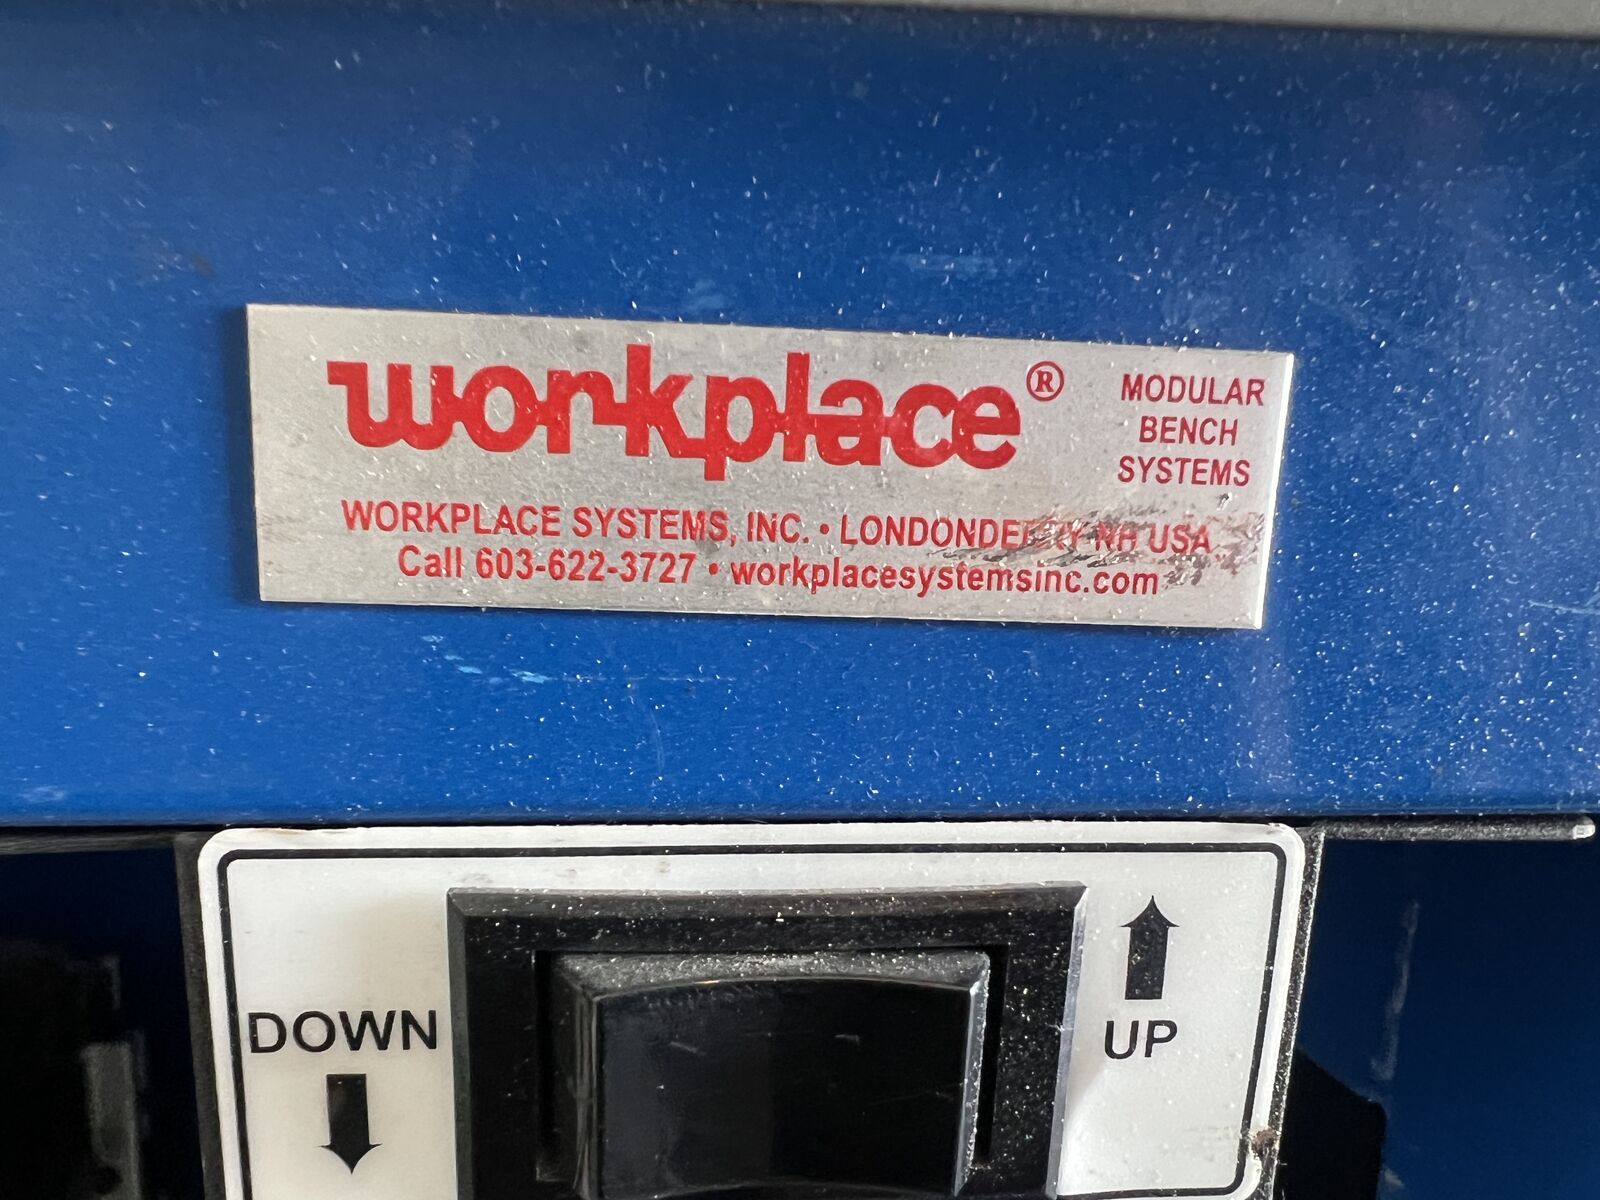 workplace®
MODULAR
BENCH
SYSTEMS
WORKPLACE SYSTEMS, INC. • LONDONDERRY NH USA
Call 603-622-3727 • workplacesystemsinc.com
DOWN
UP